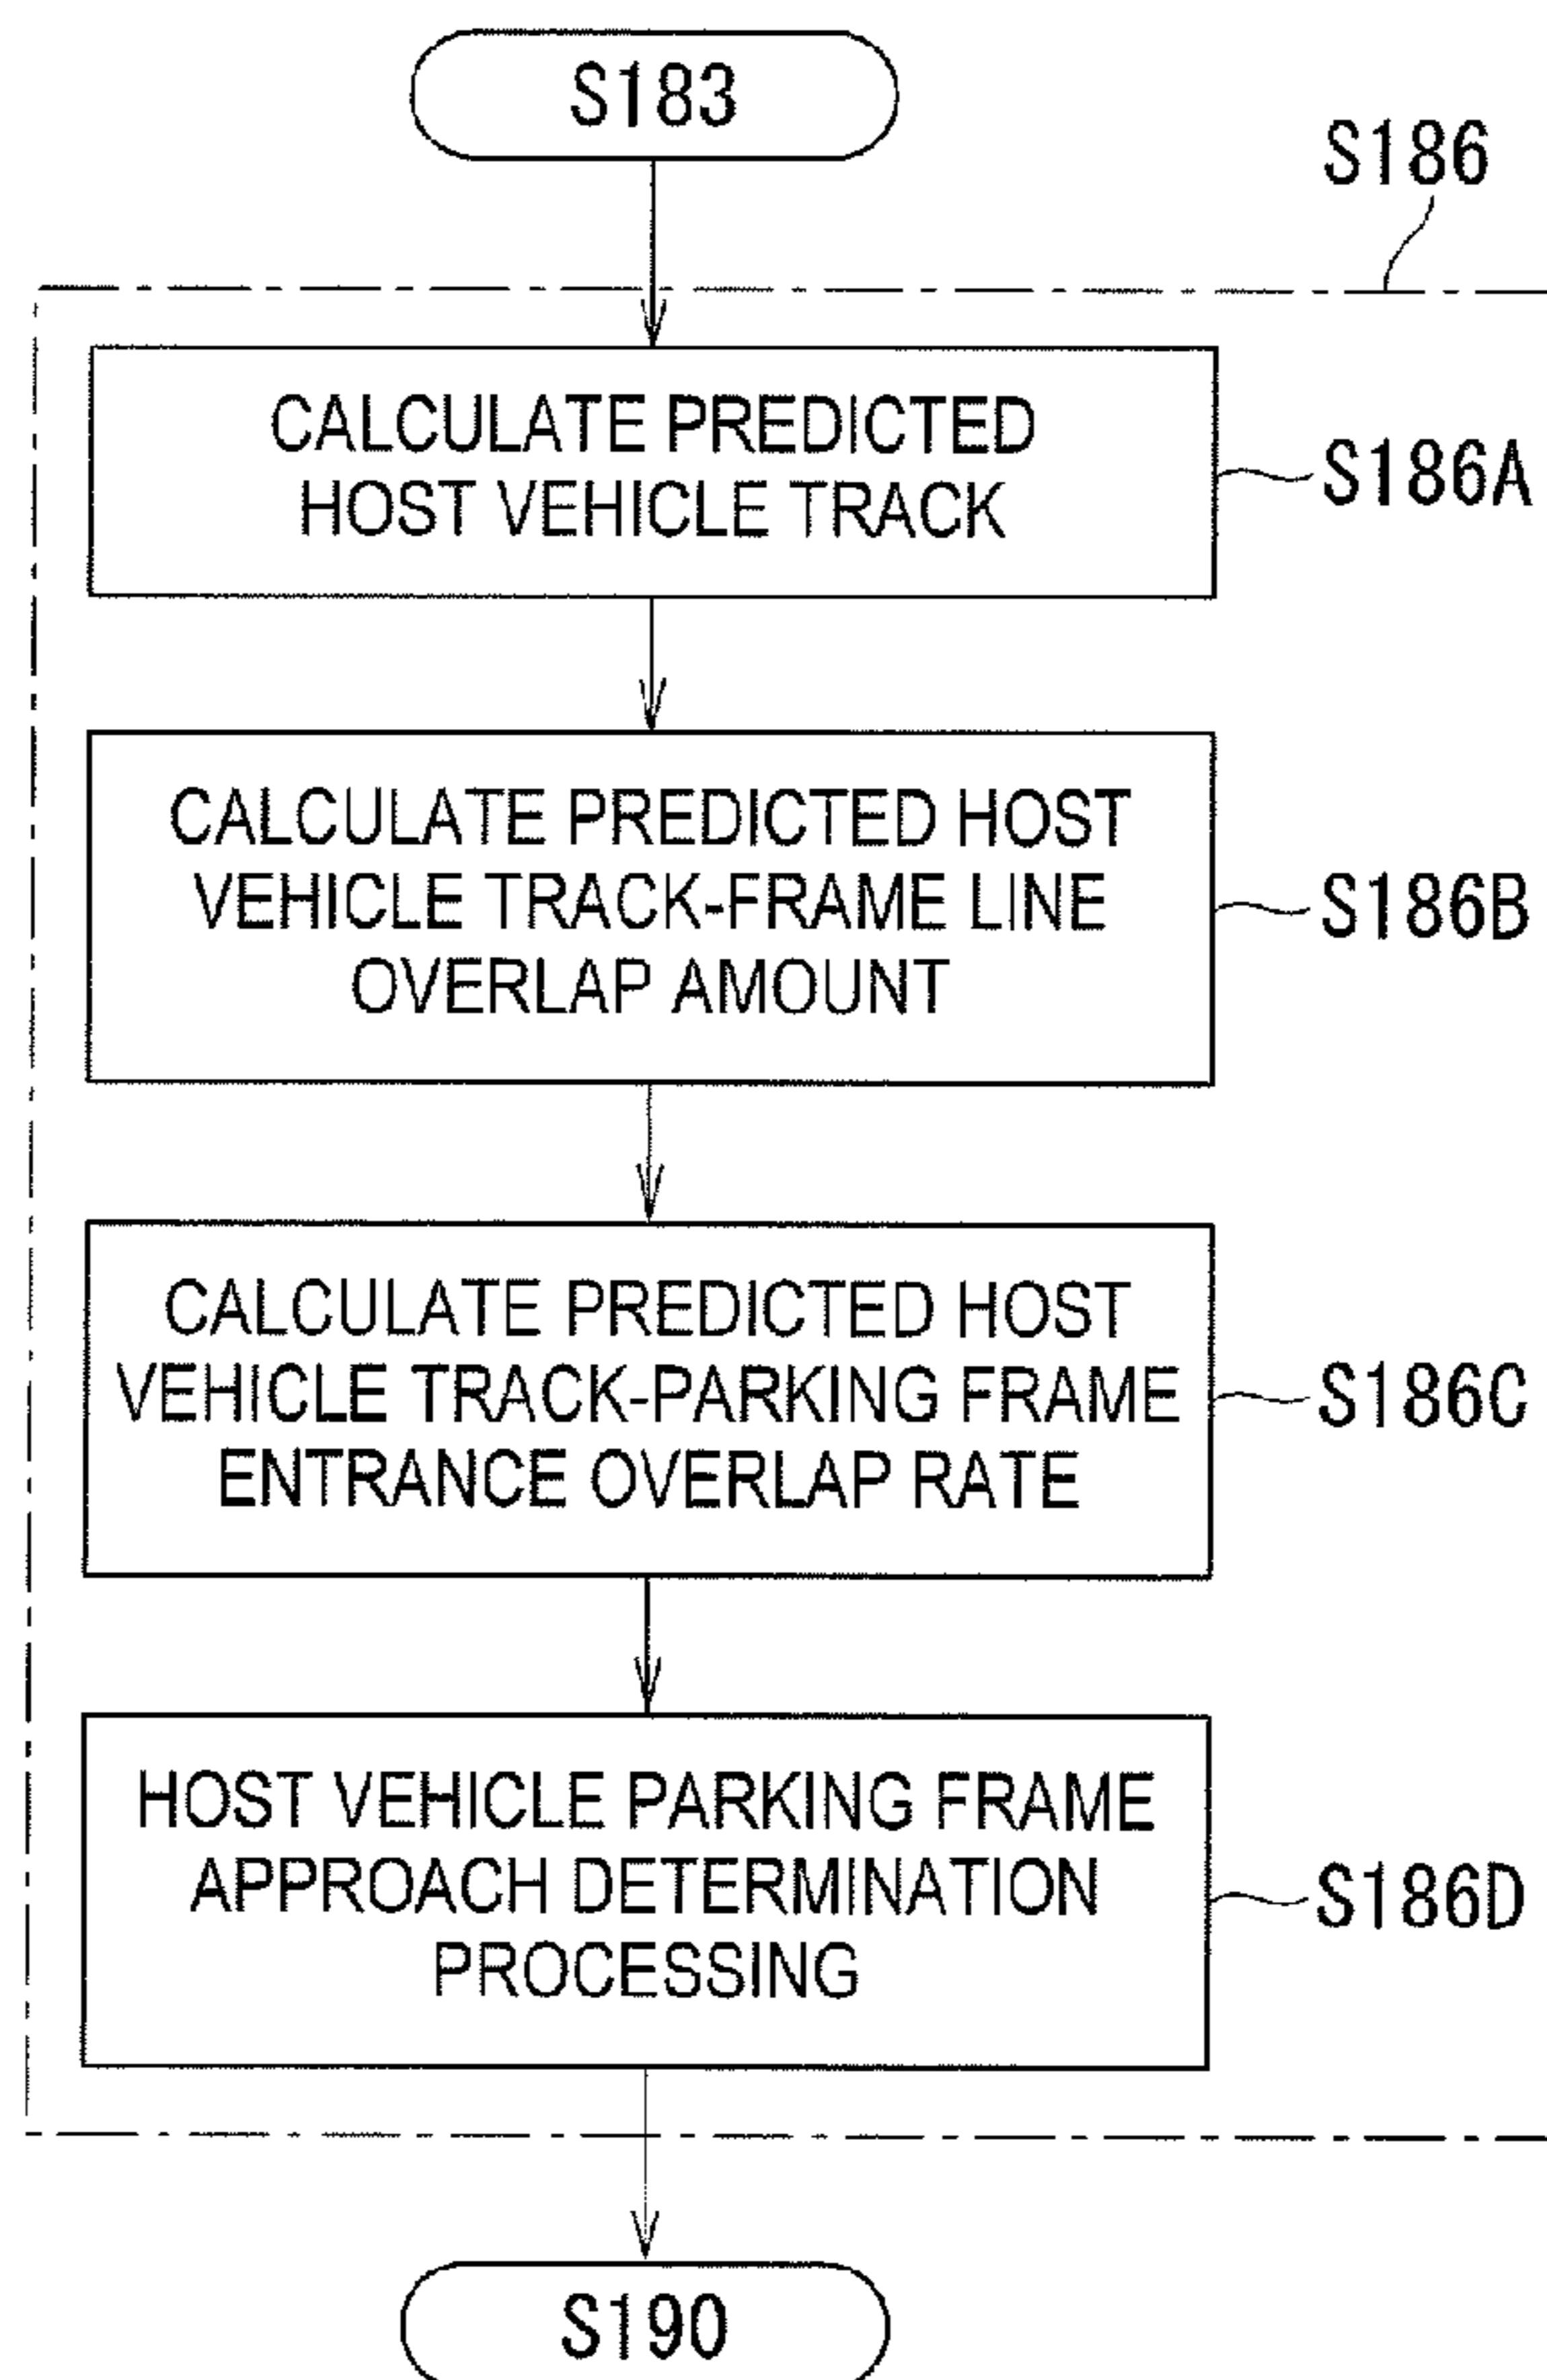 S183
S186
CALCULATE PREDICTED
HOST VEHICLE TRACK
S186A
CALCULATE PREDICTED HOST
VEHICLE TRACK-FRAME LINE
OVERLAP AMOUNT
S186B
CALCULATE PREDICTED HOST
VEHICLE TRACK-PARKING FRAME
ENTRANCE OVERLAP RATE
S186C
HOST VEHICLE PARKING FRAME
APPROACH DETERMINATION
PROCESSING
S186D
S190